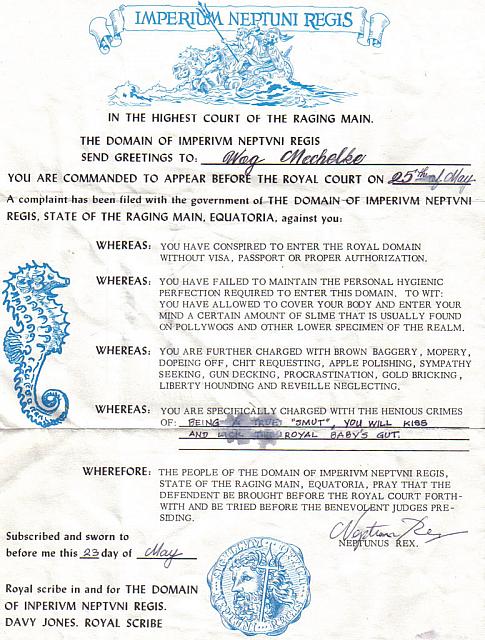 IMPERIUM NEPTUNI REGIS
IN THE HIGHEST COURT OF THE RAGING MAIN.
THE DOMAIN OF IMPERIVM NEPTVNI REGIS
SEND GREETINGS TO: Wog Mechelke
YOU ARE COMMANDED TO APPEAR BEFORE THE ROYAL COURT ON 25th of May
A complaint has been filed with the government of THE DOMAIN OF IMPERIVM NEPTVNI
REGIS, STATE OF THE RAGING MAIN, EQUATORIA, against you:
WHEREAS: YOU HAVE CONSPIRED TO ENTER THE ROYAL DOMAIN
WITHOUT VISA, PASSPORT OR PROPER AUTHORIZATION.
WHEREAS: YOU HAVE FAILED TO MAINTAIN THE PERSONAL HYGIENIC
PERFECTION REQUIRED TO ENTER THIS DOMAIN. TO WIT:
YOU HAVE ALLOWED TO COVER YOUR BODY AND ENTER YOUR
MIND A CERTAIN AMOUNT OF SLIME THAT IS USUALLY FOUND
ON POLLYWOGS AND OTHER LOWER SPECIMEN OF THE REALM.
WHEREAS: YOU ARE FURTHER CHARGED WITH BROWN BAGGERY, MOPERY,
DOPEING OFF, CHIT REQUESTING, APPLE POLISHING, SYMPATHY
SEEKING, GUN DECKING, PROCRASTINATION, GOLD BRICKING,
LIBERTY HOUNDING AND REVEILLE NEGLECTING.
WHEREAS: YOU ARE SPECIFICALLY CHARGED WITH THE HENIOUS CRIMES
OF: BEING A TRUE "SMUT", YOU WILL KISS
AND LICK THE ROYAL BABY'S GUT.
WHEREFORE: THE PEOPLE OF THE DOMAIN OF IMPERIVM NEPTVNI REGIS,
STATE OF THE RAGING MAIN, EQUATORIA, PRAY THAT THE
DEFENDENT BE BROUGHT BEFORE THE ROYAL COURT FORTH-
WITH AND BE TRIED BEFORE THE BENEVOLENT JUDGES PRE-
SIDING.
Neptunus Rex
NEPTUNUS REX.
Subscribed and sworn to
before me this 23 day of May
Royal scribe in and for THE DOMAIN
OF INPERIVM NEPTVNI REGIS.
DAVY JONES. ROYAL SCRIBE